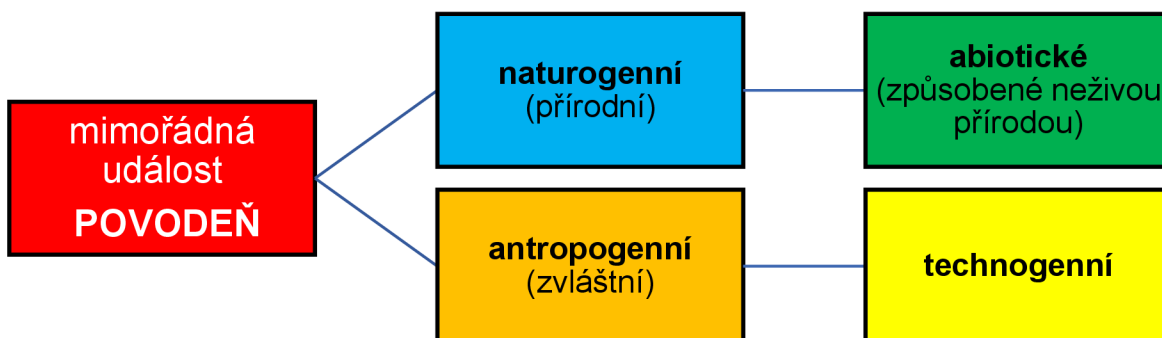 mimořádná
událost
POVODEŇ
naturogenní
(přírodní)
abiotické
(způsobené neživou
přírodou)
antropogenní
(zvláštní)
technogenní